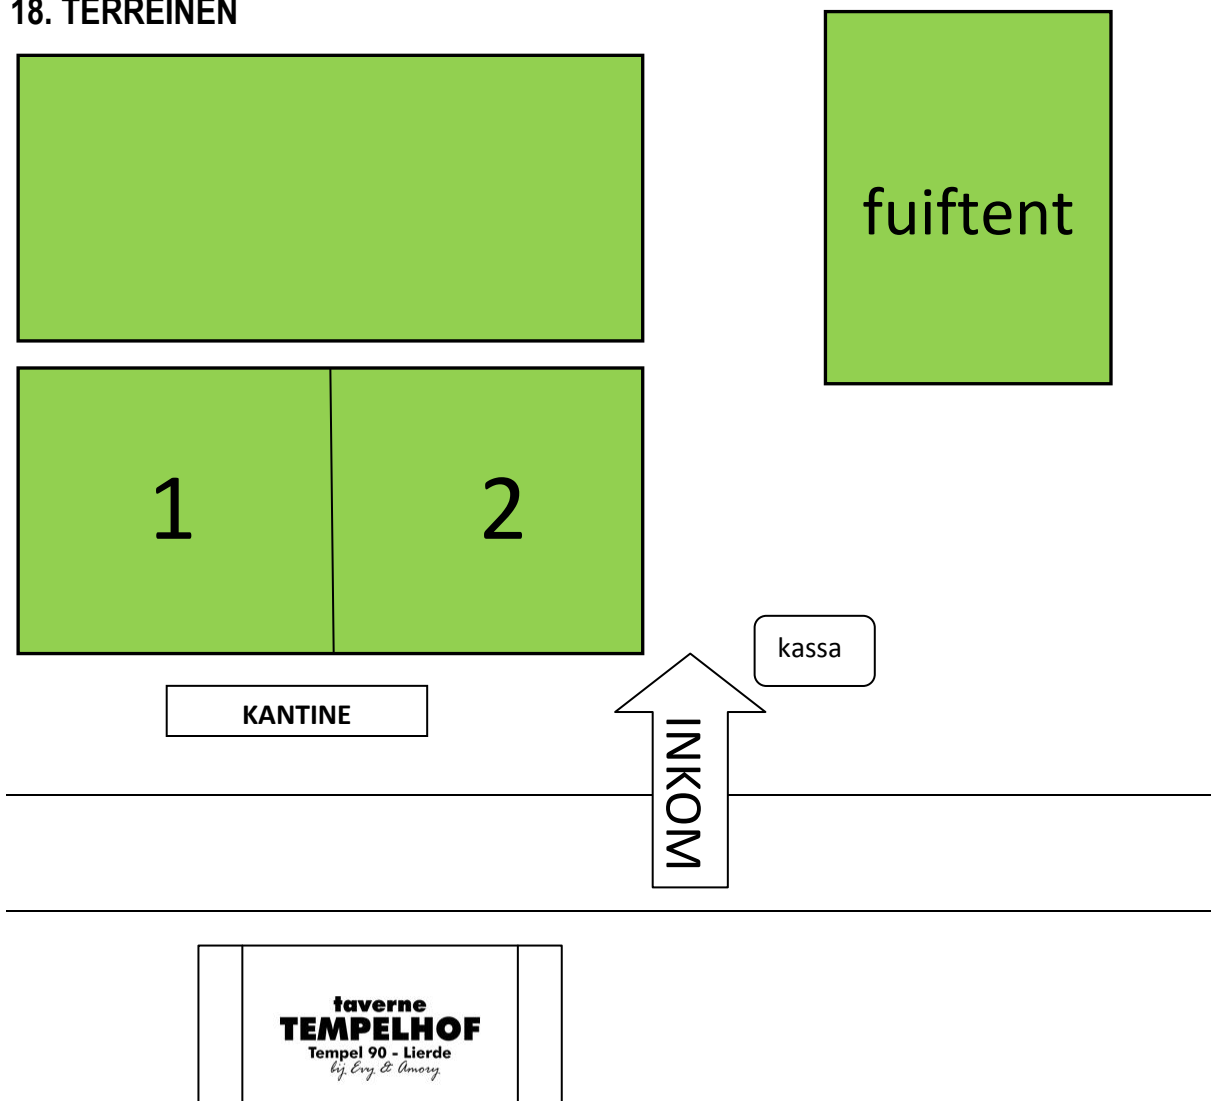 18. TERREINEN
fuiftent
1
2
kassa
KANTINE
INKOM
taverne
TEMPELHOF
Tempel 90 - Lierde
bij Evy & Amory